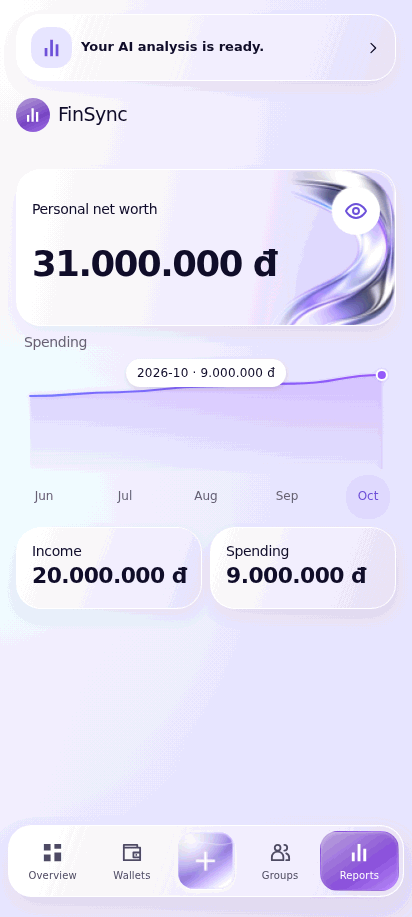 Your AI analysis is ready.
FinSync
Personal net worth
31.000.000 đ
Spending
2026-10 · 9.000.000 đ
Jun Jul Aug Sep Oct
Income
20.000.000 đ
Spending
9.000.000 đ
Overview Wallets Groups Reports